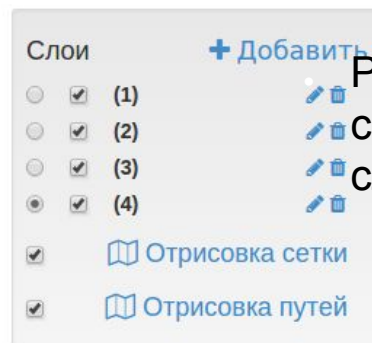 Слои + Добавить
(1)
(2)
(3)
(4)
Отрисовка сетки
Отрисовка путей